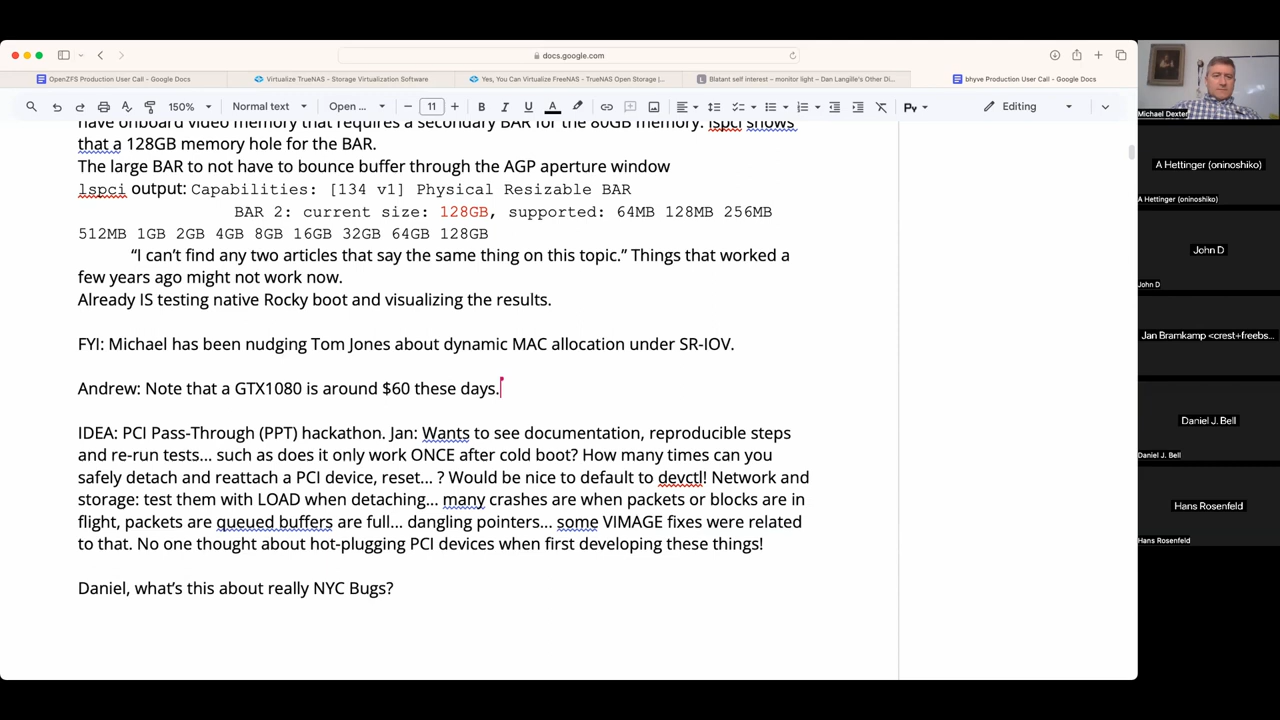 docs.google.com
OpenZFS Production User Call - Google Docs
Virtualize TrueNAS - Storage Virtualization Software
Yes, You Can Virtualize FreeNAS - TrueNAS Open Storage |...
Blatant self interest – monitor light – Dan Langille's Other Di...
bhyve Production User Call - Google Docs
150%
Normal text
Open ...
11
Editing
have onboard video memory that requires a secondary BAR for the 80GB memory. lspci shows
that a 128GB memory hole for the BAR.
The large BAR to not have to bounce buffer through the AGP aperture window
lspci output: Capabilities: [134 v1] Physical Resizable BAR
BAR 2: current size: 128GB, supported: 64MB 128MB 256MB
512MB 1GB 2GB 4GB 8GB 16GB 32GB 64GB 128GB
“I can’t find any two articles that say the same thing on this topic.” Things that worked a
few years ago might not work now.
Already IS testing native Rocky boot and visualizing the results.
FYI: Michael has been nudging Tom Jones about dynamic MAC allocation under SR-IOV.
Andrew: Note that a GTX1080 is around $60 these days.
IDEA: PCI Pass-Through (PPT) hackathon. Jan: Wants to see documentation, reproducible steps
and re-run tests… such as does it only work ONCE after cold boot? How many times can you
safely detach and reattach a PCI device, reset… ? Would be nice to default to devctl! Network and
storage: test them with LOAD when detaching… many crashes are when packets or blocks are in
flight, packets are queued buffers are full… dangling pointers… some VIMAGE fixes were related
to that. No one thought about hot-plugging PCI devices when first developing these things!
Daniel, what’s this about really NYC Bugs?
Michael Dexter
A Hettinger (oninoshiko)
A Hettinger (oninoshiko)
John D
John D
Jan Bramkamp <crest+freebs...
Daniel J. Bell
Daniel J. Bell
Hans Rosenfeld
Hans Rosenfeld